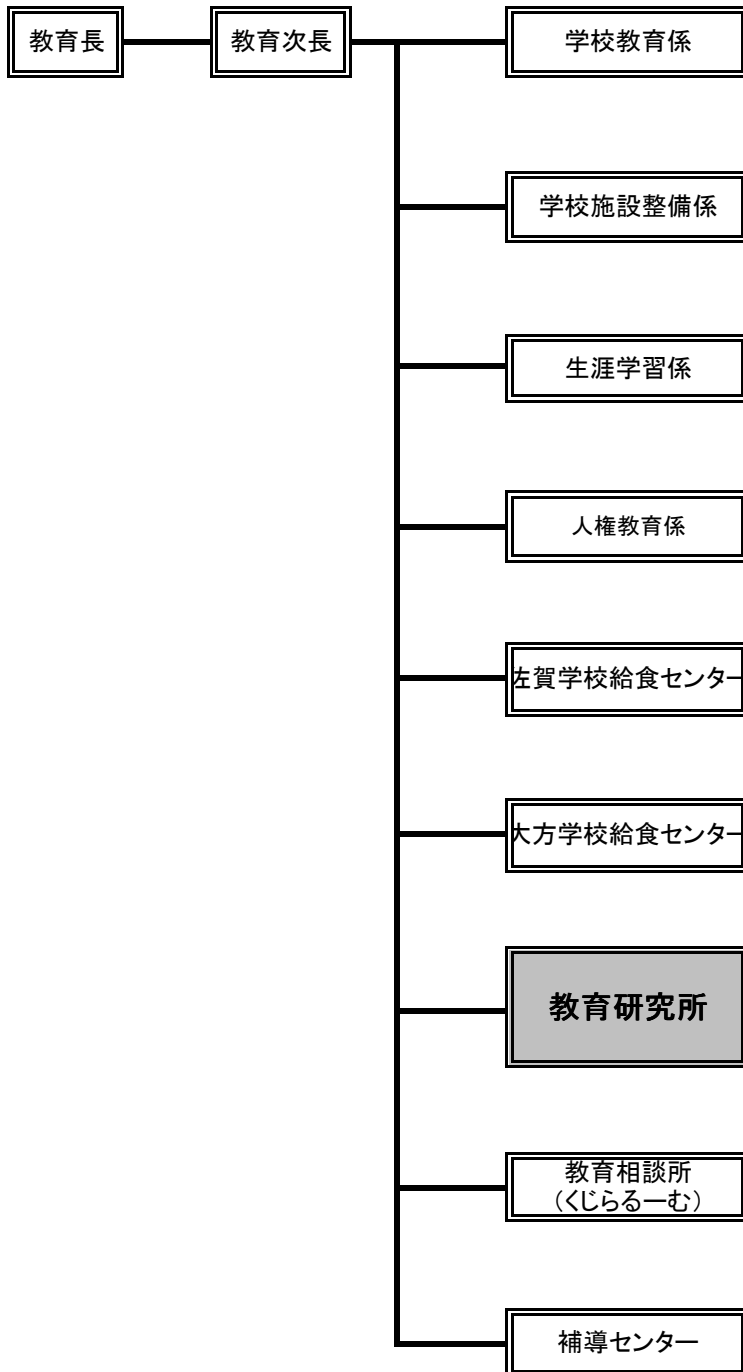 教育長
教育次長
学校教育係
学校施設整備係
生涯学習係
人権教育係
佐賀学校給食センター
大方学校給食センター
教育研究所
教育相談所
（くじらるーむ）
補導センター